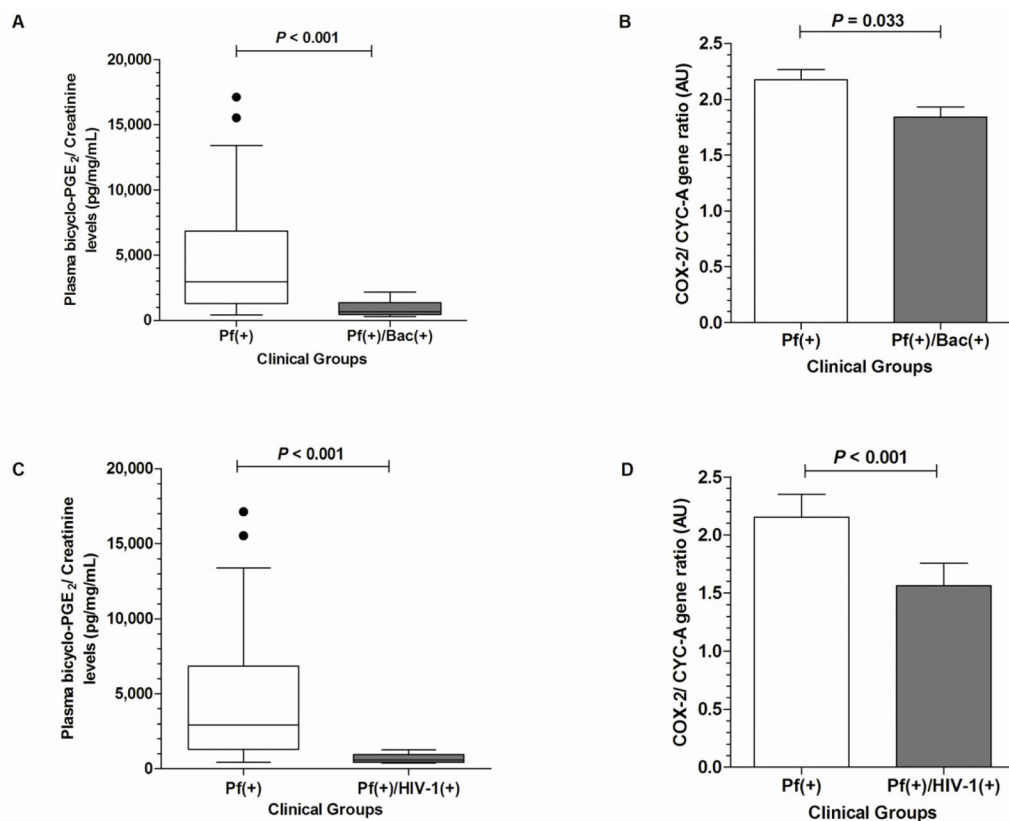 A
P < 0.001
20,000
15,000
10,000
5,000
0
Plasma bicyclo-PGE₂/ Creatinine
levels (pg/mg/mL)
Pf(+)
Pf(+)/Bac(+)
Clinical Groups
B
P = 0.033
2.5
2.0
1.5
1.0
0.5
0.0
COX-2/ CYC-A gene ratio (AU)
Pf(+)
Pf(+)/Bac(+)
Clinical Groups
C
P < 0.001
20,000
15,000
10,000
5,000
0
Plasma bicyclo-PGE₂/ Creatinine
levels (pg/mg/mL)
Pf(+)
Pf(+)/HIV-1(+)
Clinical Groups
D
P < 0.001
2.5
2.0
1.5
1.0
0.5
0.0
COX-2/ CYC-A gene ratio (AU)
Pf(+)
Pf(+)/HIV-1(+)
Clinical Groups